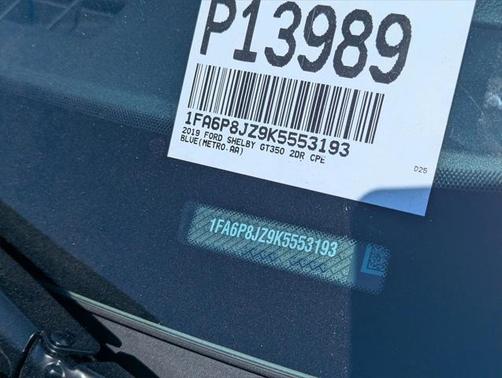 P13989
1FA6P8JZ9K5553193
2019 FORD SHELBY GT350 2DR CPE
BLUE(METRO.AA)
D25
1FA6P8JZ9K5553193